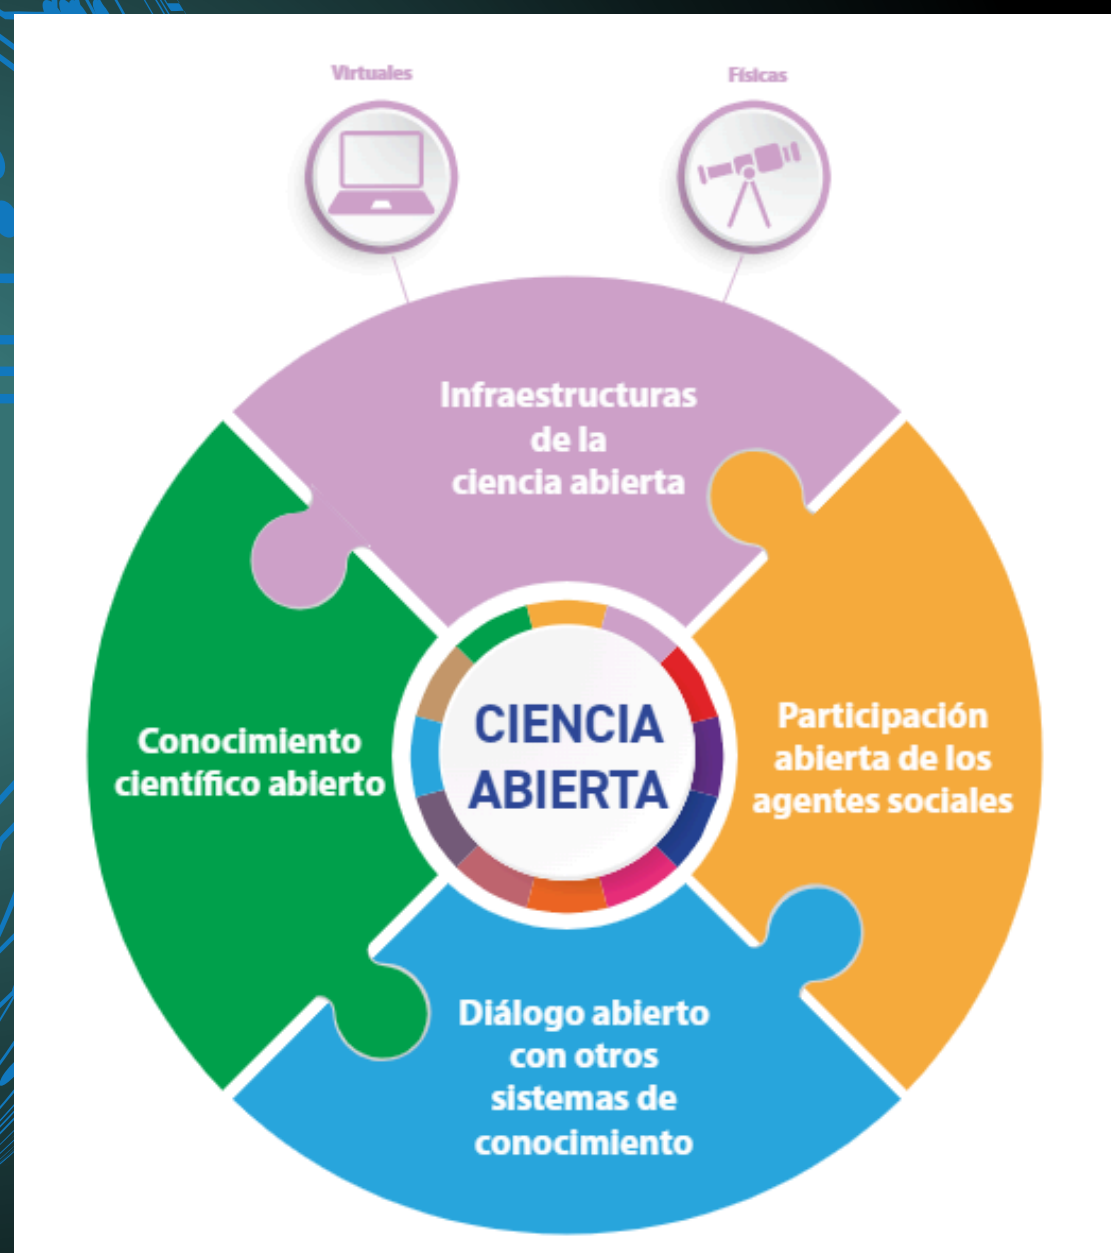 Virtuales
Físicas
Infraestructuras
de la
ciencia abierta
Conocimiento
científico abierto
CIENCIA
ABIERTA
Participación
abierta de los
agentes sociales
Diálogo abierto
con otros
sistemas de
conocimiento